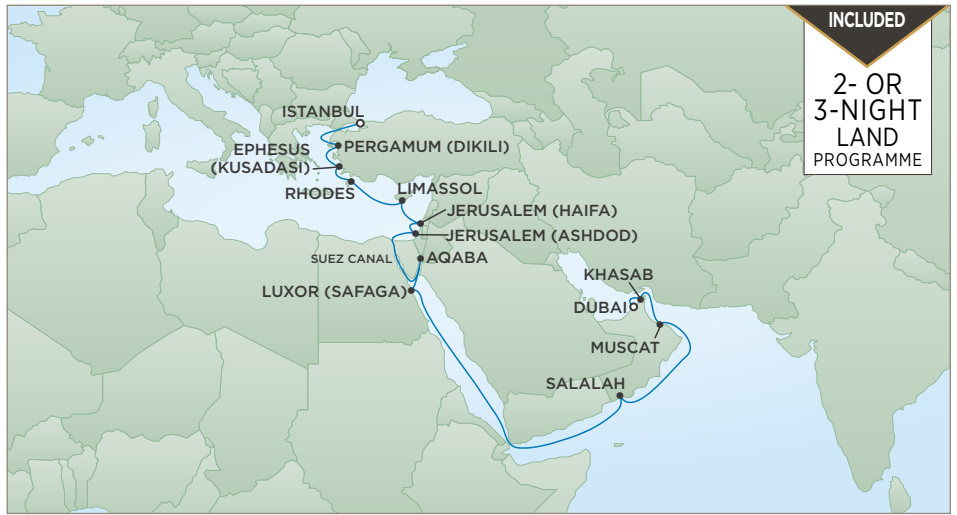 INCLUDED
2- OR
3-NIGHT
LAND
PROGRAMME
ISTANBUL
PERGAMUM (DIKILI)
EPHESUS
(KUSADASI)
RHODES
LIMASSOL
JERUSALEM (HAIFA)
JERUSALEM (ASHDOD)
SUEZ CANAL
AQABA
LUXOR (SAFAGA)
KHASAB
DUBAI
MUSCAT
SALALAH